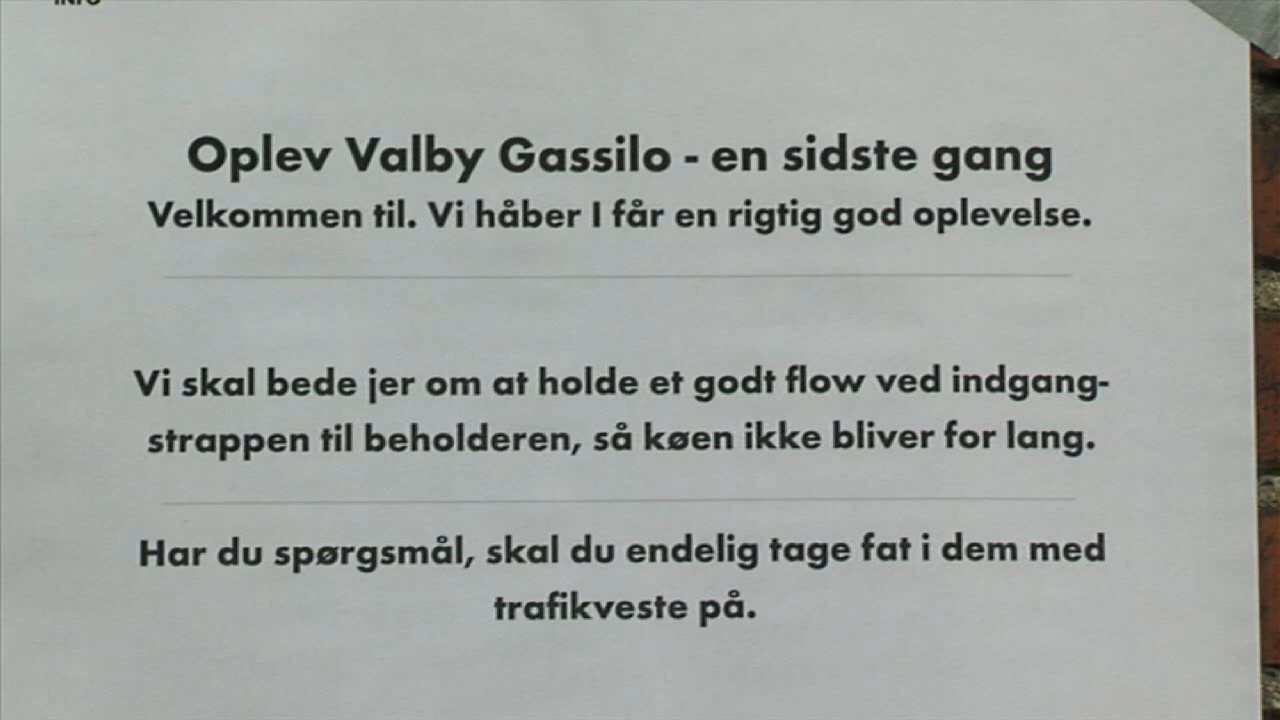 INFO
Oplev Valby Gassilo - en sidste gang
Velkommen til. Vi håber I får en rigtig god oplevelse.
Vi skal bede jer om at holde et godt flow ved indgang-
strappen til beholderen, så køen ikke bliver for lang.
Har du spørgsmål, skal du endelig tage fat i dem med
trafikveste på.